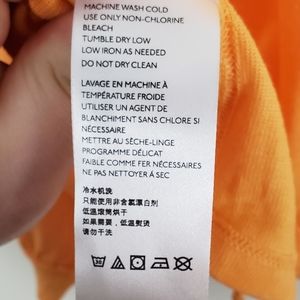 MACHINE WASH COLD
USE ONLY NON-CHLORINE
BLEACH
TUMBLE DRY LOW
LOW IRON AS NEEDED
DO NOT DRY CLEAN
LAVAGE EN MACHINE À
TEMPÉRATURE FROIDE
UTILISER UN AGENT DE
BLANCHIMENT SANS CHLORE SI
NÉCESSAIRE
METTRE AU SÈCHE-LINGE
PROGRAMME DÉLICAT
FAIBLE COMME FER NÉCESSAIRES
NE PAS NETTOYER À SEC
冷水机洗
只能使用非含氯漂白剂
低温滚筒烘干
如果需要，低温熨烫
请勿干洗
30